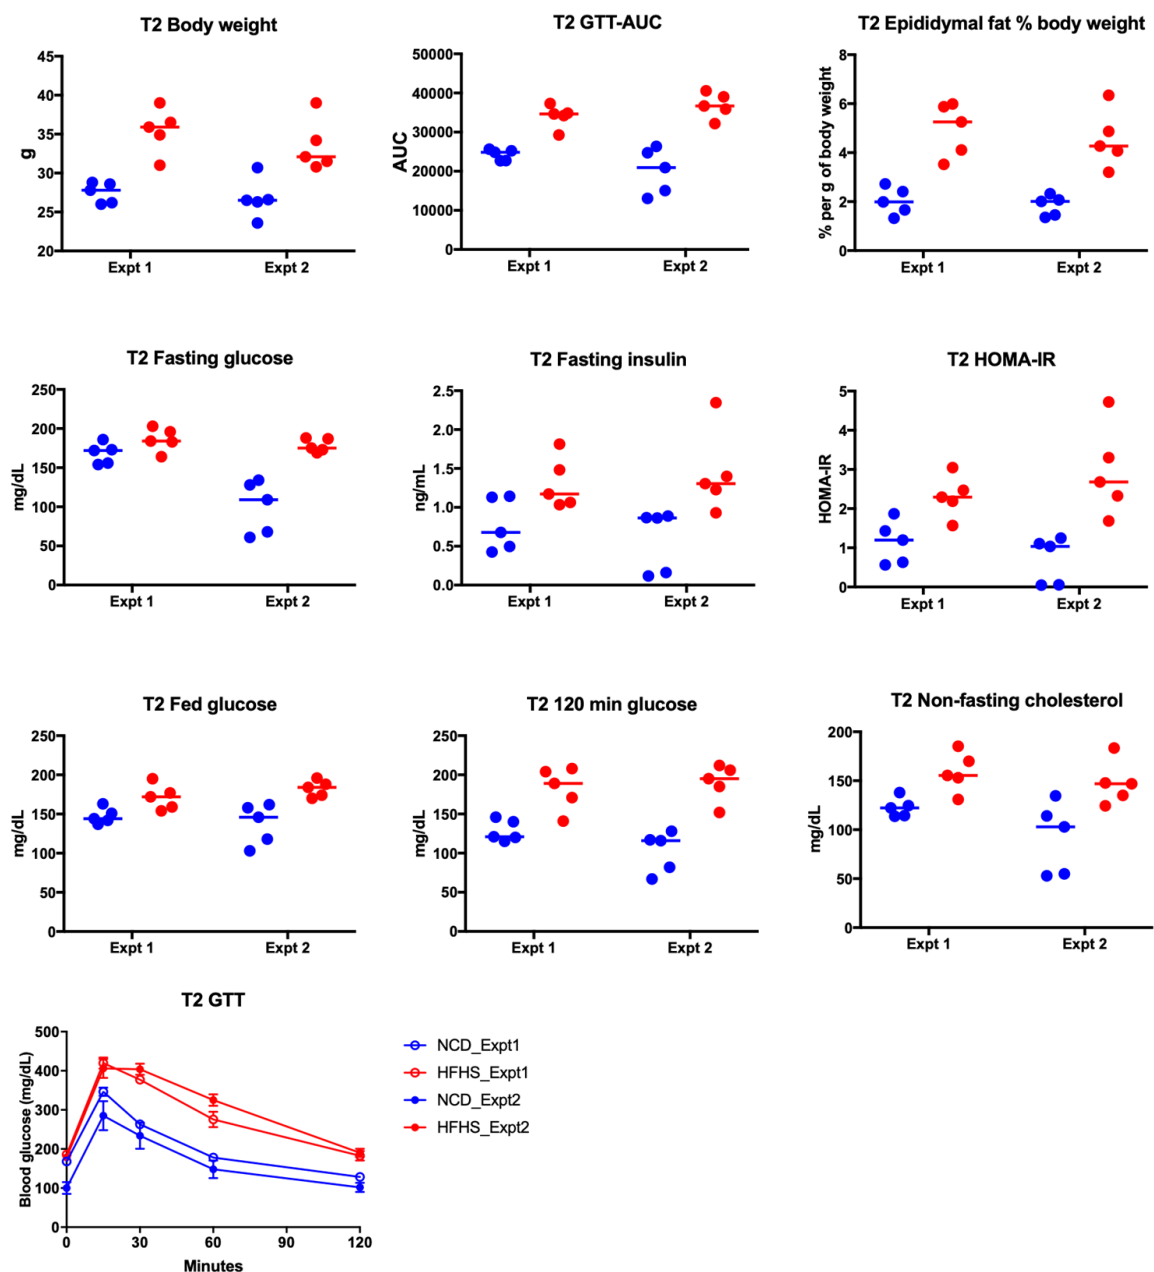 T2 Body weight
45
40
35
30
25
20
g
Expt 1
Expt 2
T2 GTT-AUC
50000
40000
30000
20000
10000
0
AUC
Expt 1
Expt 2
T2 Epididymal fat % body weight
8
6
4
2
0
% per g of body weight
Expt 1
Expt 2
T2 Fasting glucose
250
200
150
100
50
0
mg/dL
Expt 1
Expt 2
T2 Fasting insulin
2.5
2.0
1.5
1.0
0.5
0.0
ng/mL
Expt 1
Expt 2
T2 HOMA-IR
5
4
3
2
1
0
HOMA-IR
Expt 1
Expt 2
T2 Fed glucose
250
200
150
100
50
0
mg/dL
Expt 1
Expt 2
T2 120 min glucose
250
200
150
100
50
0
mg/dL
Expt 1
Expt 2
T2 Non-fasting cholesterol
200
150
100
50
0
mg/dL
Expt 1
Expt 2
T2 GTT
500
400
300
200
100
0
Blood glucose (mg/dL)
0
30
60
90
120
Minutes
NCD_Expt1
HFHS_Expt1
NCD_Expt2
HFHS_Expt2